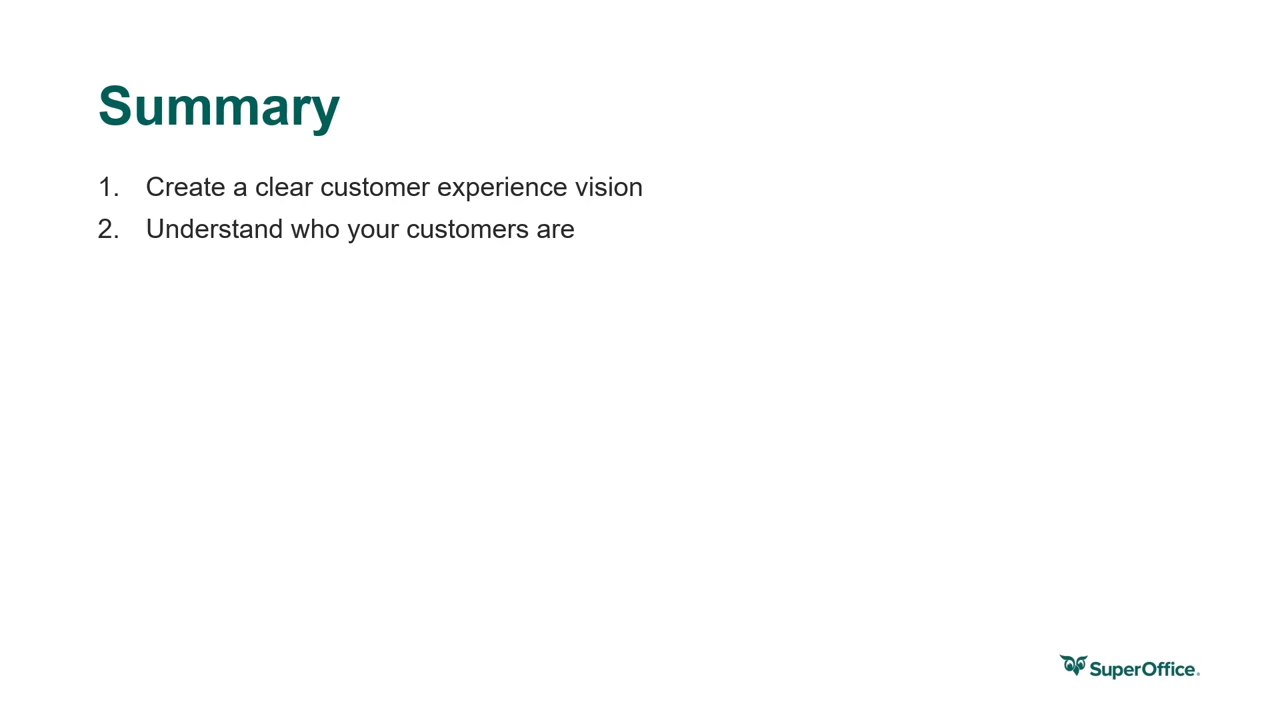 Summary
1. Create a clear customer experience vision
2. Understand who your customers are
SuperOffice.